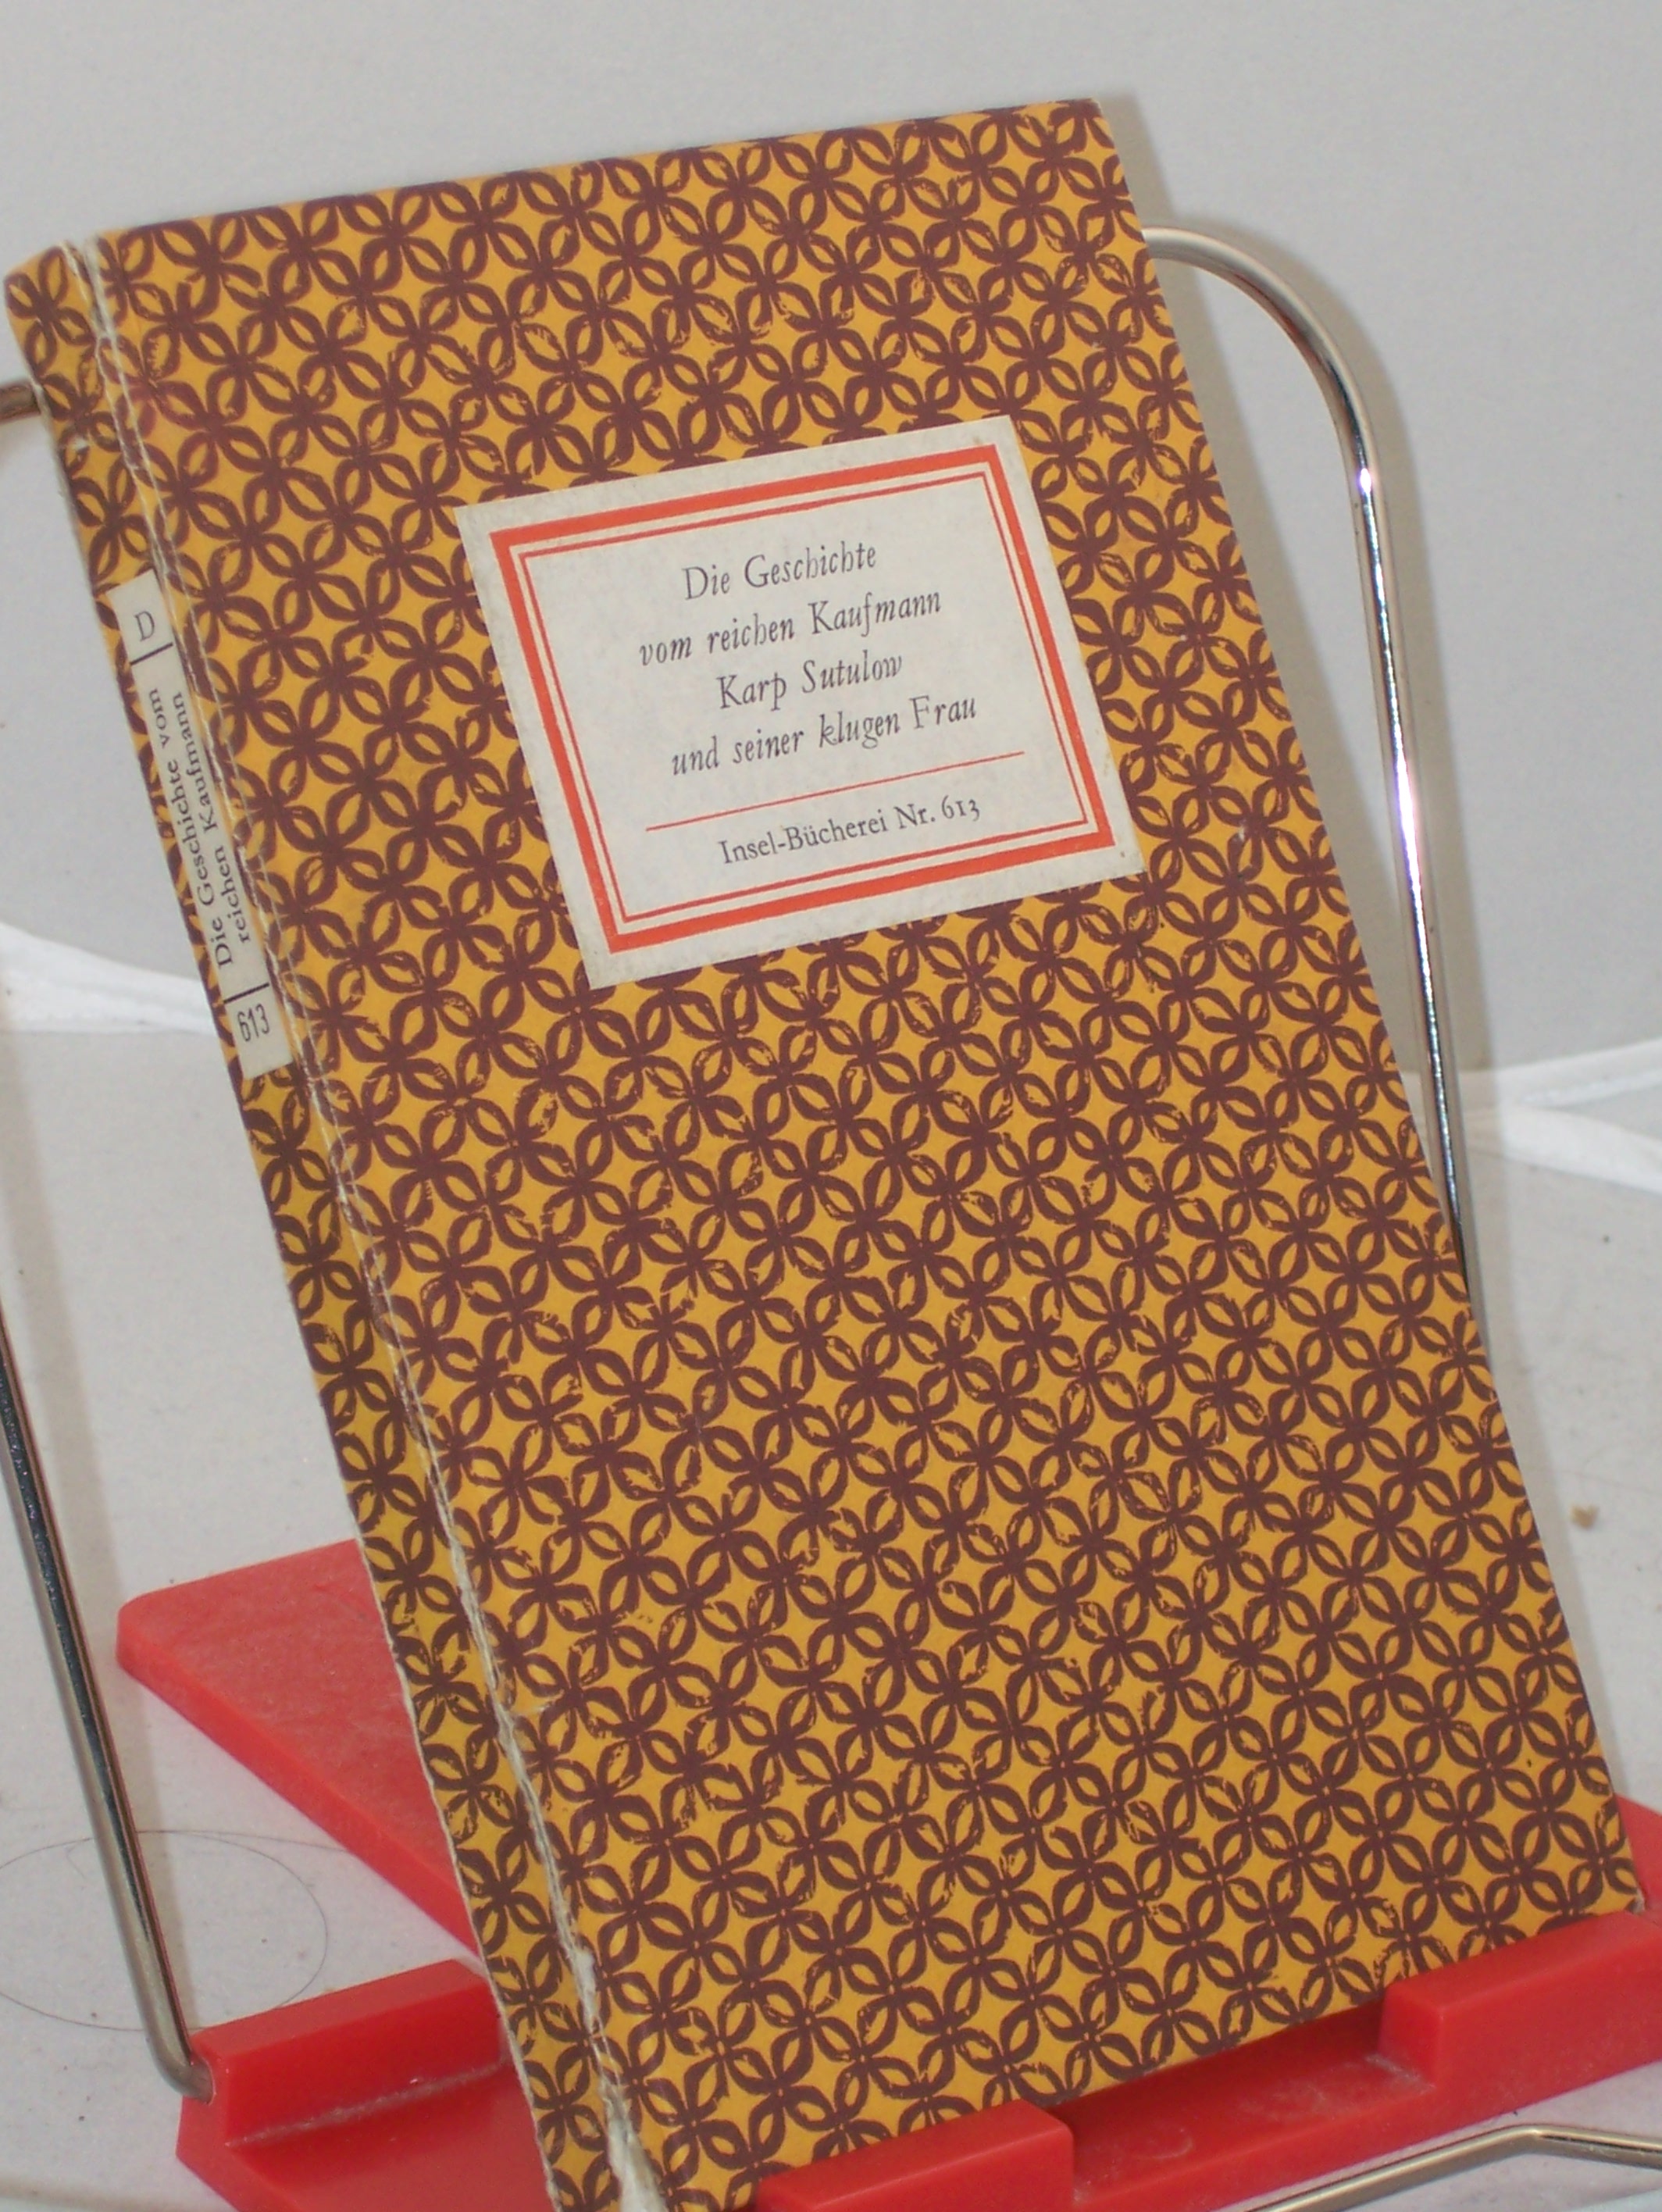 Die Geschichte
vom reichen Kaufmann
Karp Sutulow
und seiner klugen Frau
Insel-Bücherei Nr. 613
D
Die Geschichte vom
reichen Kaufmann
613